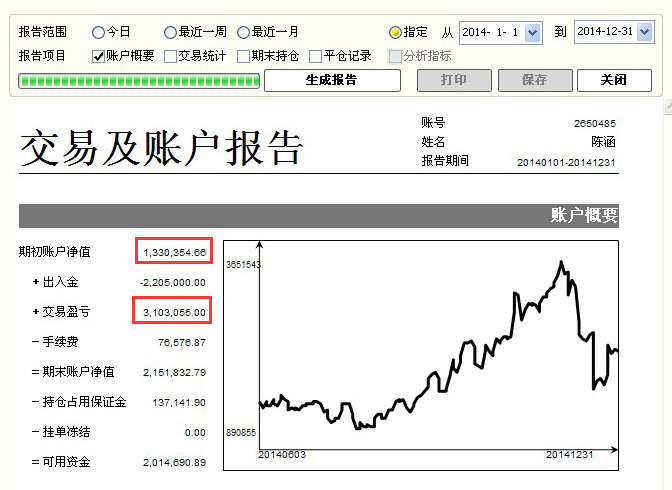 报告范围 今日 最近一周 最近一月 指定 从 2014- 1- 1 到 2014-12-31
报告项目 账户概要 交易统计 期末持仓 平仓记录 分析指标
生成报告 打印 保存 关闭
交易及账户报告
账号 2650485
姓名 陈涵
报告期间 20140101-20141231
账户概要
期初账户净值 1,330,354.66
+ 出入金 -2,205,000.00
+ 交易盈亏 3,103,055.00
- 手续费 76,576.87
= 期末账户净值 2,151,832.79
- 持仓占用保证金 137,141.90
- 挂单冻结 0.00
= 可用资金 2,014,690.89
3651543
890855
20140603 20141231